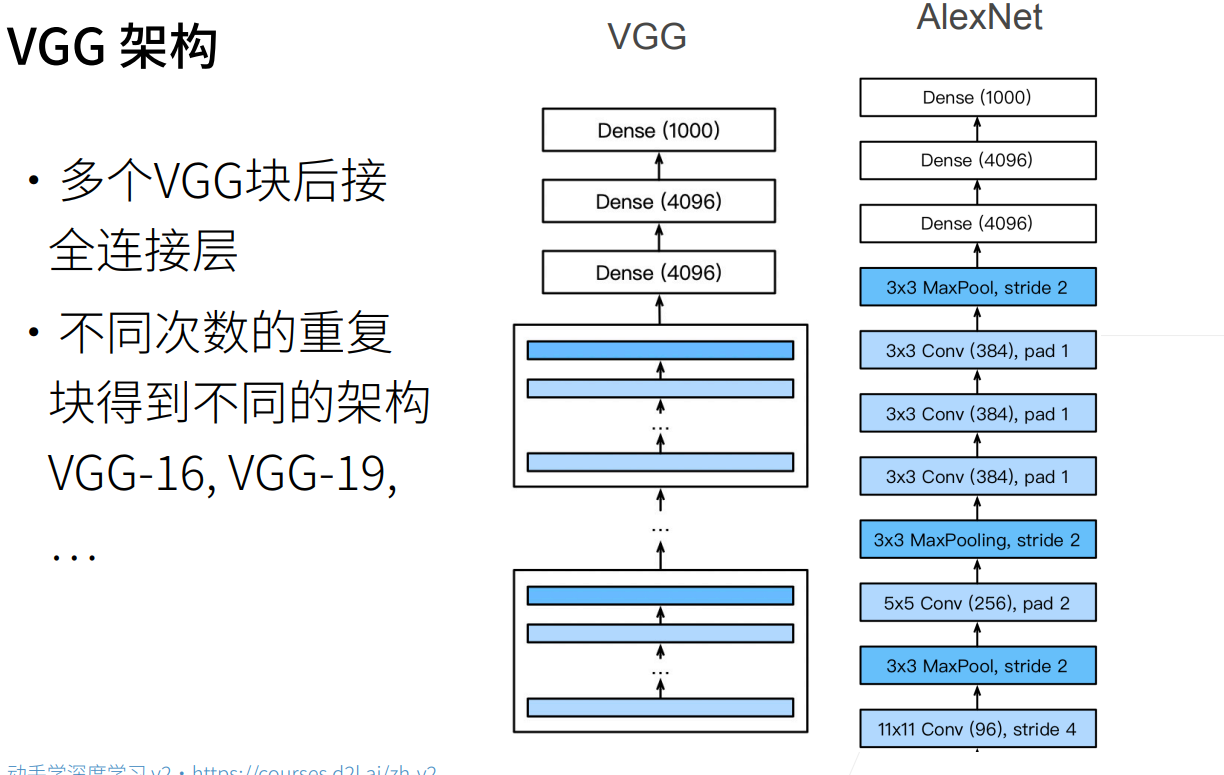 VGG 架构
• 多个VGG块后接
全连接层
• 不同次数的重复
块得到不同的架构
VGG-16, VGG-19,
...
VGG
Dense (1000)
Dense (4096)
Dense (4096)
...
...
...
AlexNet
Dense (1000)
Dense (4096)
Dense (4096)
3x3 MaxPool, stride 2
3x3 Conv (384), pad 1
3x3 Conv (384), pad 1
3x3 Conv (384), pad 1
3x3 MaxPooling, stride 2
5x5 Conv (256), pad 2
3x3 MaxPool, stride 2
11x11 Conv (96), stride 4
动手学深度学习 v2 • https://courses.d2l.ai/zh-v2